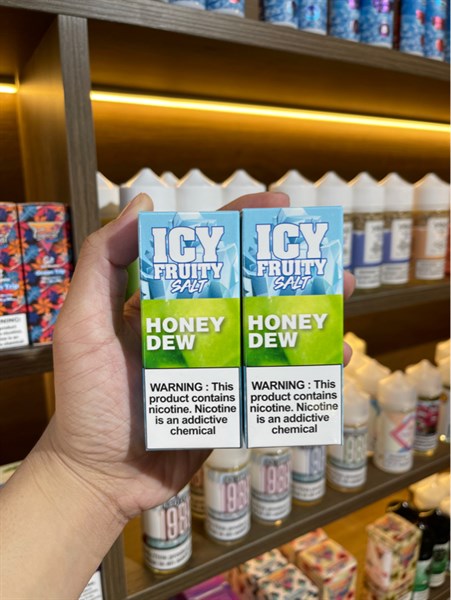 ICY
FRUITY
SALT
HONEY
DEW
WARNING : This
product contains
nicotine. Nicotine
is an addictive
chemical
ICY
FRUITY
SALT
HONEY
DEW
WARNING : This
product contains
nicotine. Nicotine
is an addictive
chemical
WARNING: